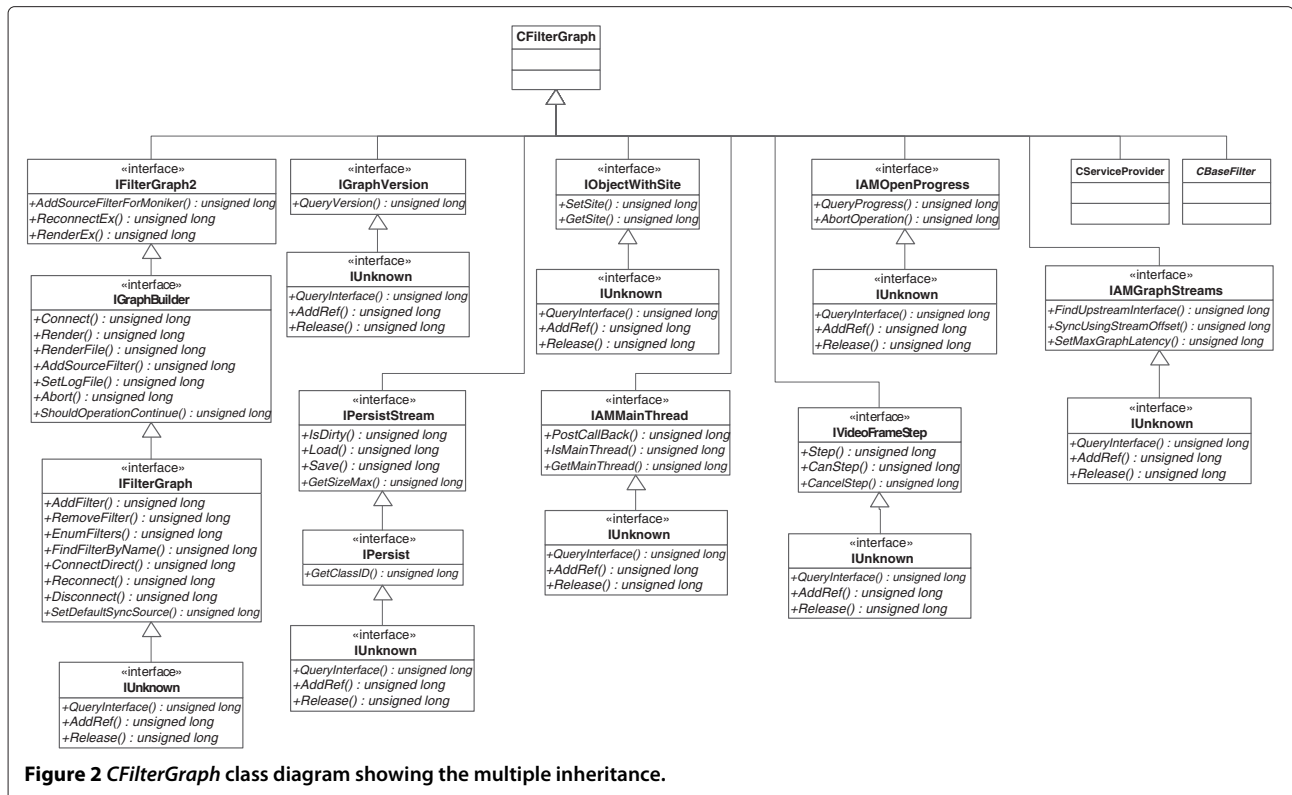 CFilterGraph
«interface»
IFilterGraph2
+AddSourceFilterForMoniker() : unsigned long
+ReconnectEx() : unsigned long
+RenderEx() : unsigned long
«interface»
IGraphBuilder
+Connect() : unsigned long
+Render() : unsigned long
+RenderFile() : unsigned long
+AddSourceFilter() : unsigned long
+SetLogFile() : unsigned long
+Abort() : unsigned long
+ShouldOperationContinue() : unsigned long
«interface»
IFilterGraph
+AddFilter() : unsigned long
+RemoveFilter() : unsigned long
+EnumFilters() : unsigned long
+FindFilterByName() : unsigned long
+ConnectDirect() : unsigned long
+Reconnect() : unsigned long
+Disconnect() : unsigned long
+SetDefaultSyncSource() : unsigned long
«interface»
IUnknown
+QueryInterface() : unsigned long
+AddRef() : unsigned long
+Release() : unsigned long
«interface»
IGraphVersion
+QueryVersion() : unsigned long
«interface»
IUnknown
+QueryInterface() : unsigned long
+AddRef() : unsigned long
+Release() : unsigned long
«interface»
IPersistStream
+IsDirty() : unsigned long
+Load() : unsigned long
+Save() : unsigned long
+GetSizeMax() : unsigned long
«interface»
IPersist
+GetClassID() : unsigned long
«interface»
IUnknown
+QueryInterface() : unsigned long
+AddRef() : unsigned long
+Release() : unsigned long
«interface»
IObjectWithSite
+SetSite() : unsigned long
+GetSite() : unsigned long
«interface»
IUnknown
+QueryInterface() : unsigned long
+AddRef() : unsigned long
+Release() : unsigned long
«interface»
IAMMainThread
+PostCallBack() : unsigned long
+IsMainThread() : unsigned long
+GetMainThread() : unsigned long
«interface»
IUnknown
+QueryInterface() : unsigned long
+AddRef() : unsigned long
+Release() : unsigned long
«interface»
IAMOpenProgress
+QueryProgress() : unsigned long
+AbortOperation() : unsigned long
«interface»
IUnknown
+QueryInterface() : unsigned long
+AddRef() : unsigned long
+Release() : unsigned long
«interface»
IVideoFrameStep
+Step() : unsigned long
+CanStep() : unsigned long
+CancelStep() : unsigned long
«interface»
IUnknown
+QueryInterface() : unsigned long
+AddRef() : unsigned long
+Release() : unsigned long
CServiceProvider
CBaseFilter
«interface»
IAMGraphStreams
+FindUpstreamInterface() : unsigned long
+SyncUsingStreamOffset() : unsigned long
+SetMaxGraphLatency() : unsigned long
«interface»
IUnknown
+QueryInterface() : unsigned long
+AddRef() : unsigned long
+Release() : unsigned long
Figure 2 CFilterGraph class diagram showing the multiple inheritance.